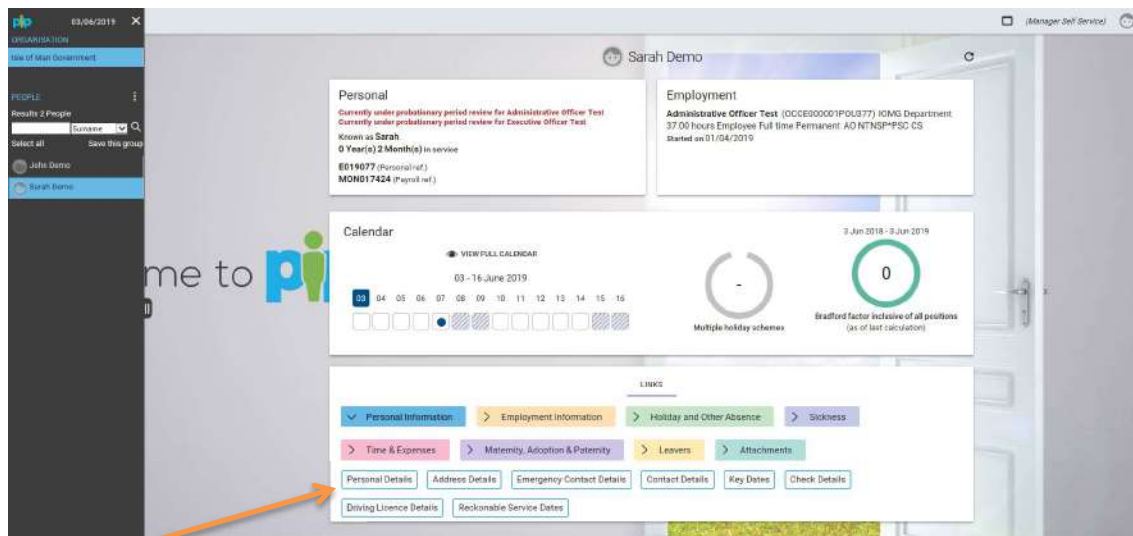 pip 03/06/2019 X
ORGANISATION
Isle of Man Government
PEOPLE
Results 2 People
Surname
Select all Save this group
John Demo
Sarah Demo
(Manager Self Service)
Sarah Demo
Personal
Currently under probationary period review for Administrative Officer Test
Currently under probationary period review for Executive Officer Test
Known as Sarah
0 Year(s) 2 Month(s) in service
E019077 (Personal ref.)
MON017424 (Payroll ref.)
Employment
Administrative Officer Test (OCCE000001POU377) IOMG Department
37.00 hours Employee Full time Permanent AO NTNSP*PSC CS
Started on 01/04/2019
me to pip
Calendar
VIEW FULL CALENDAR
03 - 16 June 2019
03 04 05 06 07 08 09 10 11 12 13 14 15 16
-
Multiple holiday schemes
3 Jun 2018 - 3 Jun 2019
0
Bradford factor inclusive of all positions
(as of last calculation)
LINKS
Personal Information Employment Information Holiday and Other Absence Sickness
Time & Expenses Maternity, Adoption & Paternity Leavers Attachments
Personal Details Address Details Emergency Contact Details Contact Details Key Dates Check Details
Driving Licence Details Reckonable Service Dates